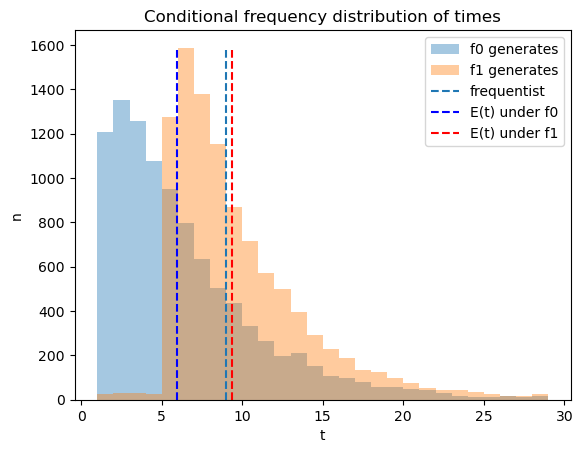 Conditional frequency distribution of times
f0 generates
f1 generates
frequentist
E(t) under f0
E(t) under f1
n
1600
1400
1200
1000
800
600
400
200
0
0 5 10 15 20 25 30
t